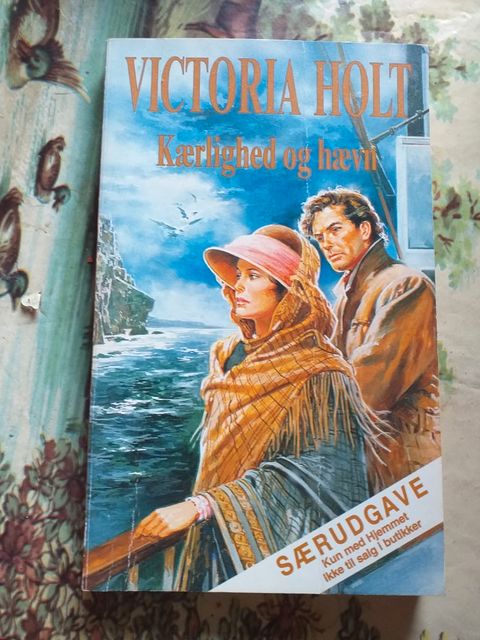 VICTORIA HOLT
Kærlighed og hævn
SÆRUDGAVE
Kun med Hjemmet
ikke til salg i butikker